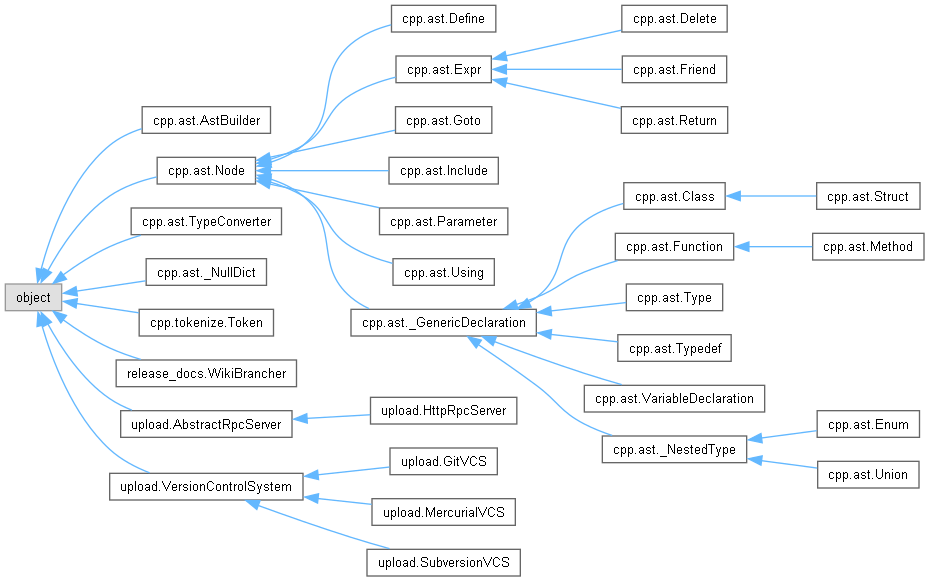 object
cpp.ast.AstBuilder
cpp.ast.Node
cpp.ast.TypeConverter
cpp.ast._NullDict
cpp.tokenize.Token
release_docs.WikiBrancher
upload.AbstractRpcServer
upload.VersionControlSystem
cpp.ast.Define
cpp.ast.Expr
cpp.ast.Goto
cpp.ast.Include
cpp.ast.Parameter
cpp.ast.Using
cpp.ast._GenericDeclaration
upload.HttpRpcServer
upload.GitVCS
upload.MercurialVCS
upload.SubversionVCS
cpp.ast.Delete
cpp.ast.Friend
cpp.ast.Return
cpp.ast.Class
cpp.ast.Function
cpp.ast.Type
cpp.ast.Typedef
cpp.ast.VariableDeclaration
cpp.ast._NestedType
cpp.ast.Struct
cpp.ast.Method
cpp.ast.Enum
cpp.ast.Union